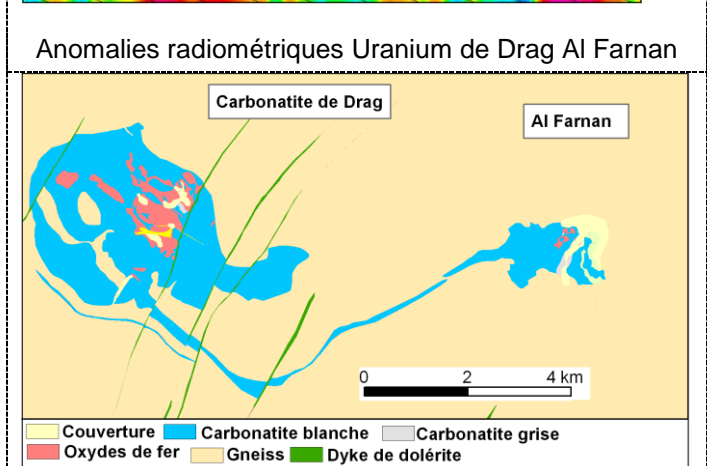 Anomalies radiométriques Uranium de Drag Al Farnan
Carbonatite de Drag
Al Farnan
0 2 4 km
Couverture Carbonatite blanche Carbonatite grise
Oxydes de fer Gneiss Dyke de dolérite